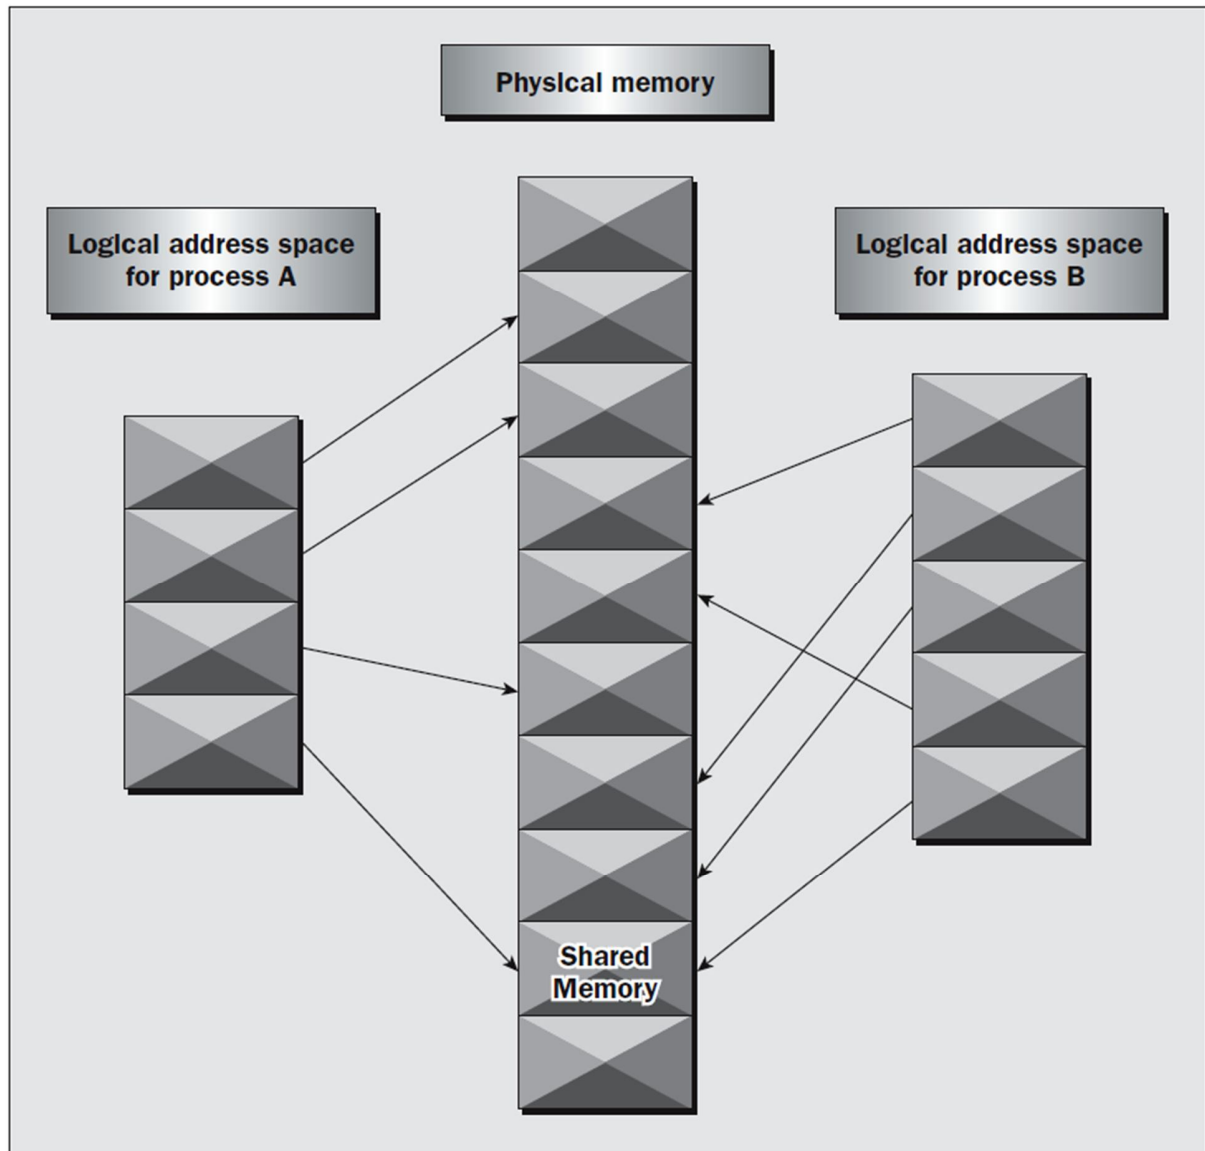 Physical memory
Logical address space
for process A
Logical address space
for process B
Shared
Memory